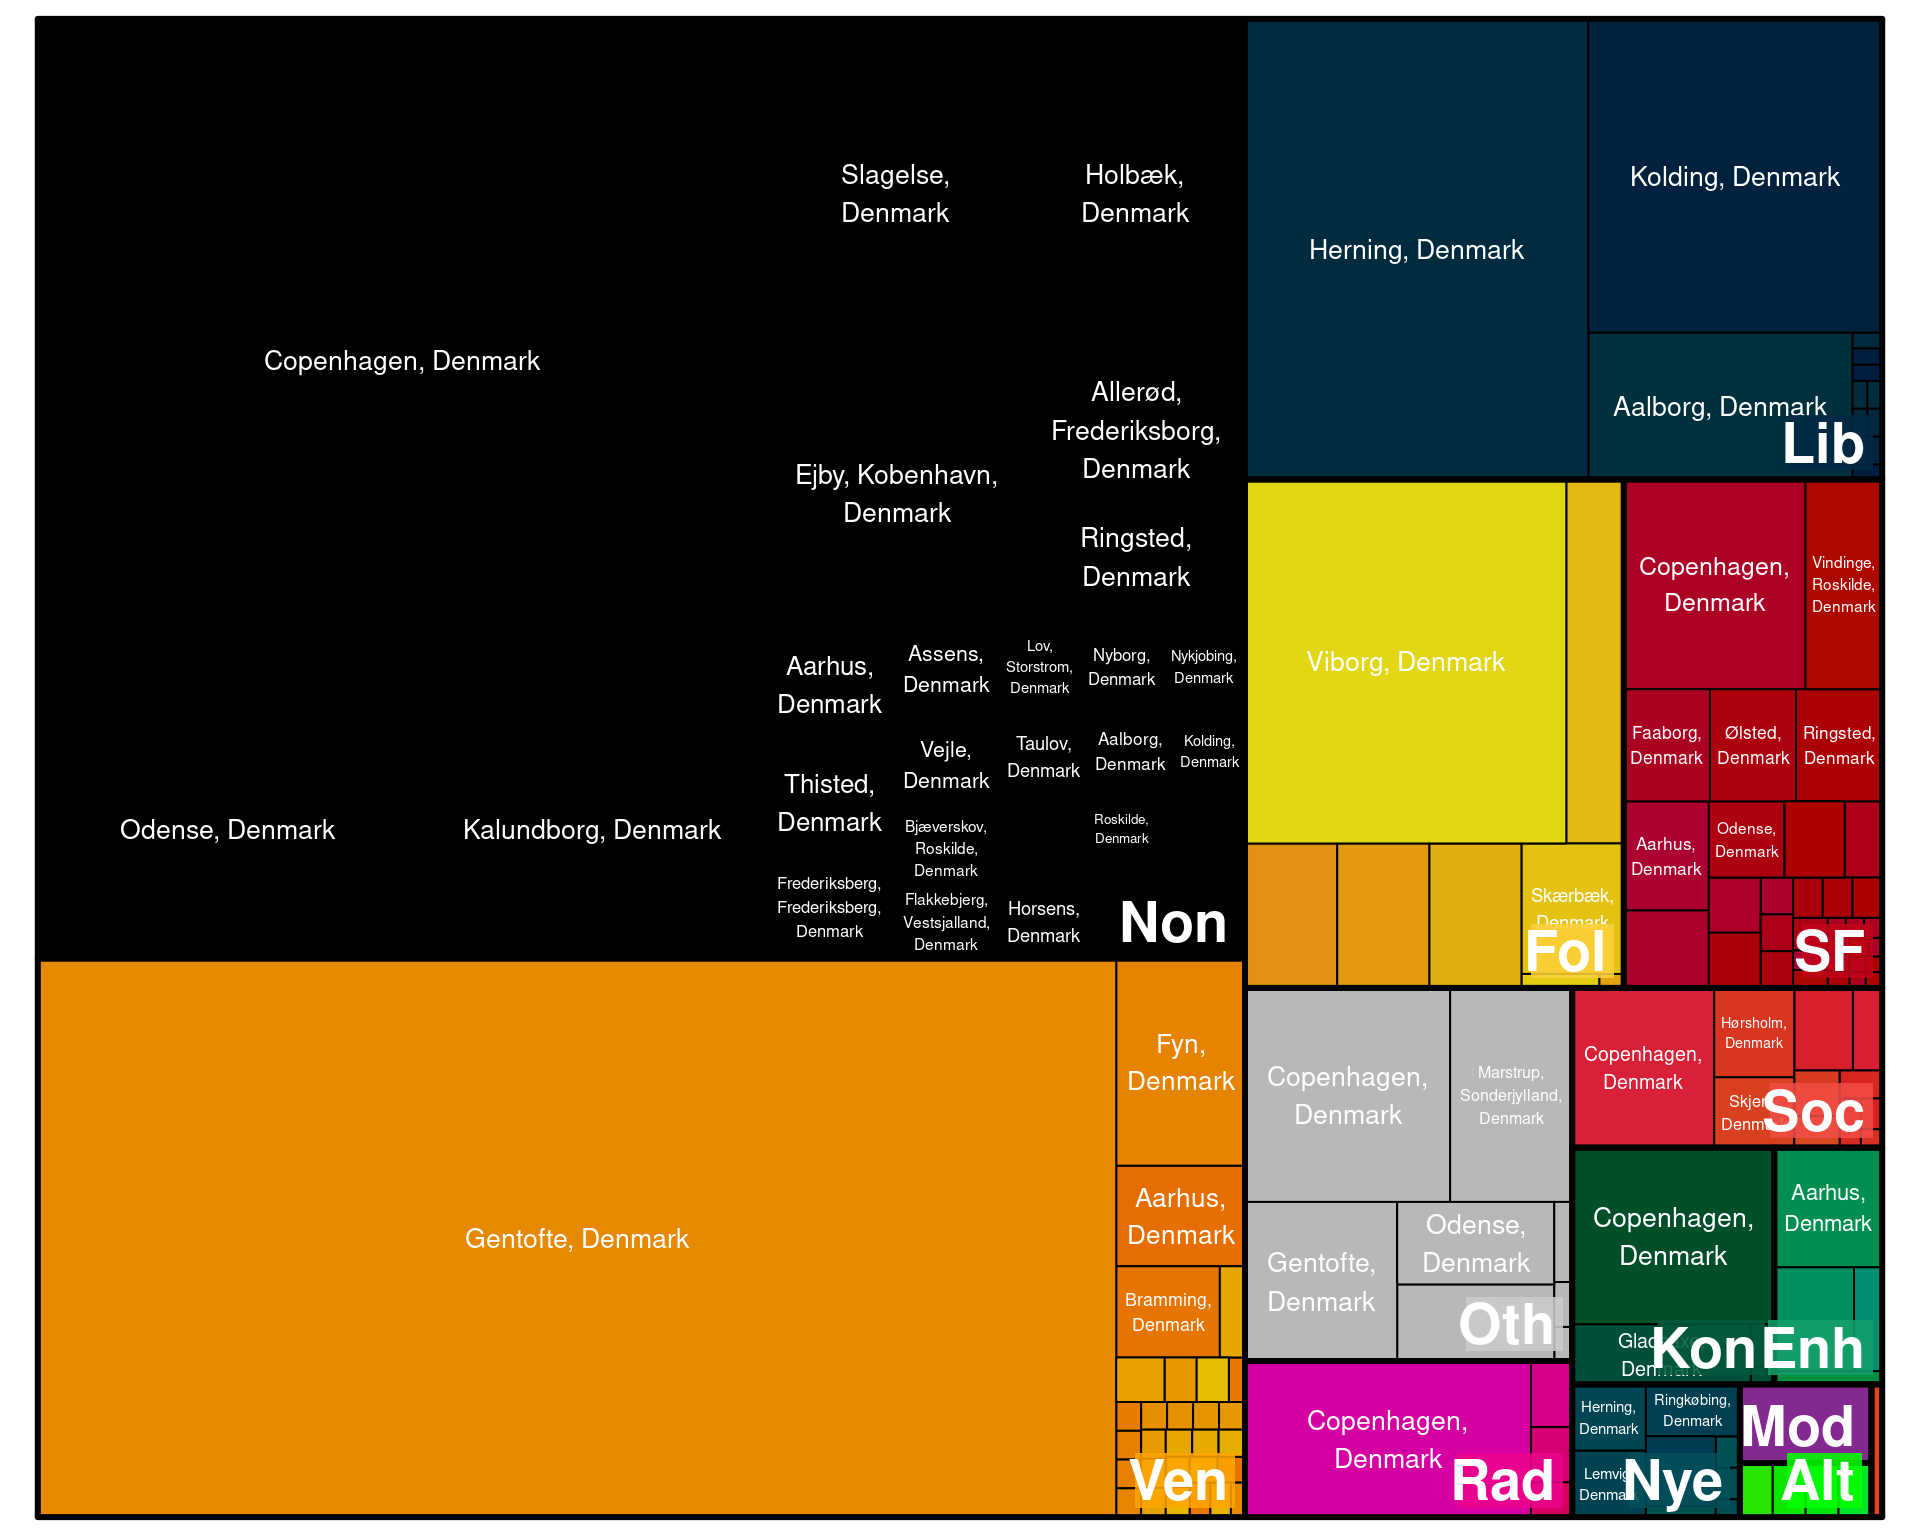 Slagelse,
Denmark
Holbæk,
Denmark
Copenhagen, Denmark
Allerød,
Frederiksborg,
Denmark
Ejby, Kobenhavn,
Denmark
Ringsted,
Denmark
Aarhus,
Denmark
Assens,
Denmark
Lov,
Storstrom,
Denmark
Nyborg,
Denmark
Nykjobing,
Denmark
Vejle,
Denmark
Taulov,
Denmark
Aalborg,
Denmark
Kolding,
Denmark
Thisted,
Denmark
Odense, Denmark
Kalundborg, Denmark
Bjæverskov,
Roskilde,
Denmark
Roskilde,
Denmark
Frederiksberg,
Frederiksberg,
Denmark
Flakkebjerg,
Vestsjalland,
Denmark
Horsens,
Denmark
Non
Gentofte, Denmark
Fyn,
Denmark
Aarhus,
Denmark
Bramming,
Denmark
Ven
Herning, Denmark
Kolding, Denmark
Aalborg, Denmark
Lib
Viborg, Denmark
Skærbæk,
Denmark
Fol
Copenhagen,
Denmark
Vindinge,
Roskilde,
Denmark
Faaborg,
Denmark
Ølsted,
Denmark
Ringsted,
Denmark
Aarhus,
Denmark
Odense,
Denmark
SF
Copenhagen,
Denmark
Marstrup,
Sonderjylland,
Denmark
Gentofte,
Denmark
Odense,
Denmark
Oth
Copenhagen,
Denmark
Hørsholm,
Denmark
Denmark
Soc
Copenhagen,
Denmark
Denmark
Kon
Aarhus,
Denmark
Enh
Copenhagen,
Denmark
Rad
Herning,
Denmark
Ringkøbing,
Denmark
Lemvig,
Denmark
Nye
Mod
Alt